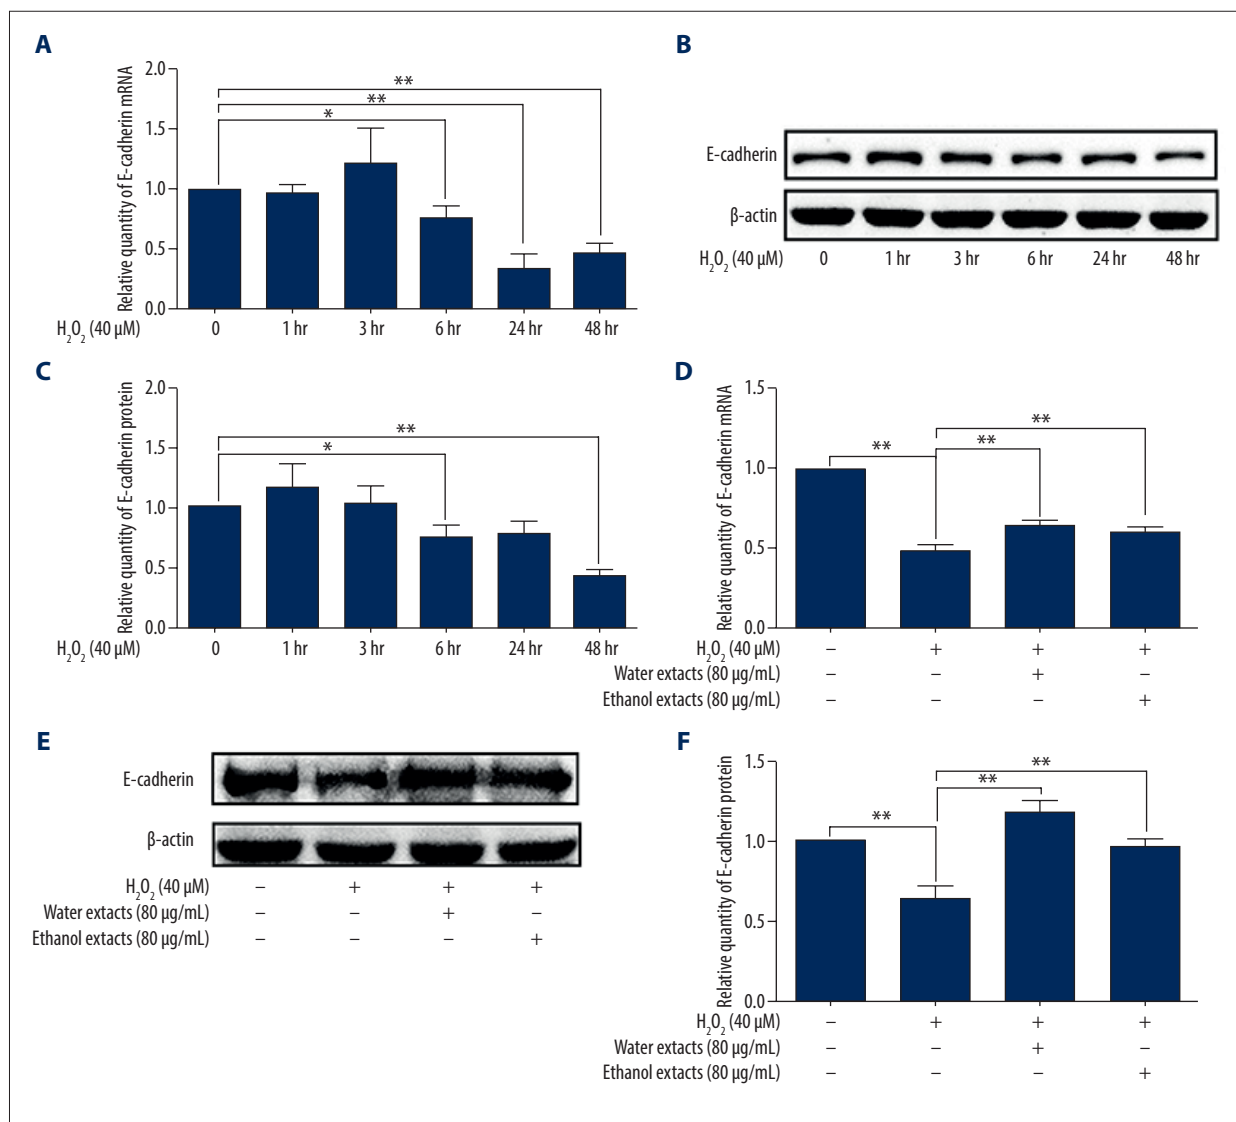 A
Relative quantity of E-cadherin mRNA
2.0
1.5
1.0
0.5
0.0
** 
**
*
H₂O₂ (40 μM) 0 1 hr 3 hr 6 hr 24 hr 48 hr
B
E-cadherin
β-actin
H₂O₂ (40 μM) 0 1 hr 3 hr 6 hr 24 hr 48 hr
C
Relative quantity of E-cadherin protein
2.0
1.5
1.0
0.5
0.0
**
*
H₂O₂ (40 μM) 0 1 hr 3 hr 6 hr 24 hr 48 hr
D
Relative quantity of E-cadherin mRNA
1.5
1.0
0.5
0.0
**
** **
H₂O₂ (40 μM) – + + +
Water extacts (80 μg/mL) – – + –
Ethanol extacts (80 μg/mL) – – – +
E
E-cadherin
β-actin
H₂O₂ (40 μM) – + + +
Water extacts (80 μg/mL) – – + –
Ethanol extacts (80 μg/mL) – – – +
F
Relative quantity of E-cadherin protein
1.5
1.0
0.5
0.0
**
**
**
H₂O₂ (40 μM) – + + +
Water extacts (80 μg/mL) – – + –
Ethanol extacts (80 μg/mL) – – – +